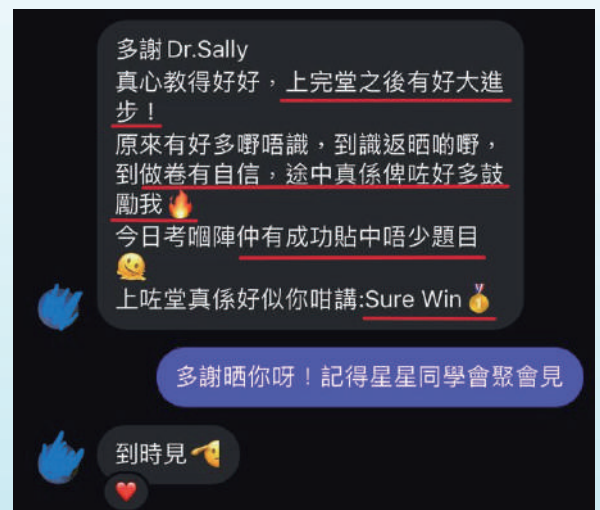 多謝 Dr.Sally
真心教得好好，上完堂之後有好大進
步！
原來有好多嘢唔識，到識返晒啲嘢，
到做卷有自信，途中真係俾咗好多鼓
勵我🔥
今日考嗰陣仲有成功貼中唔少題目
🫠
上咗堂真係好似你咁講:Sure Win🥇
多謝晒你呀！記得星星同學會聚會見
到時見🫡